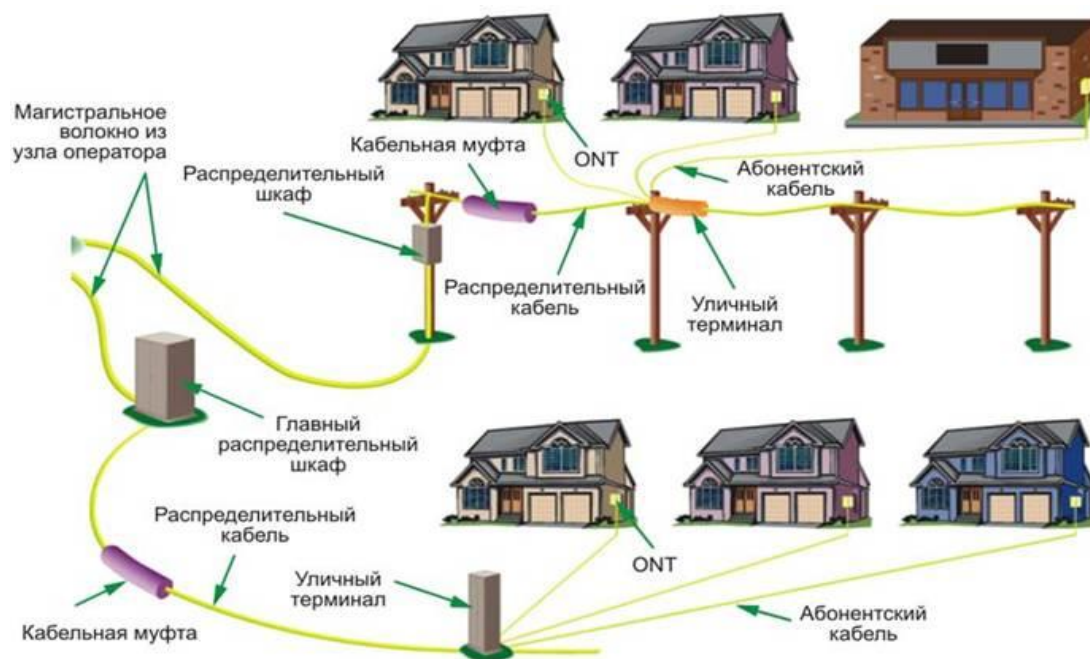 Магистральное
волокно из
узла оператора
Распределительный
шкаф
Кабельная муфта
ONT
Абонентский
кабель
Распределительный
кабель
Уличный
терминал
Главный
распределительный
шкаф
Распределительный
кабель
Кабельная муфта
Уличный
терминал
ONT
Абонентский
кабель